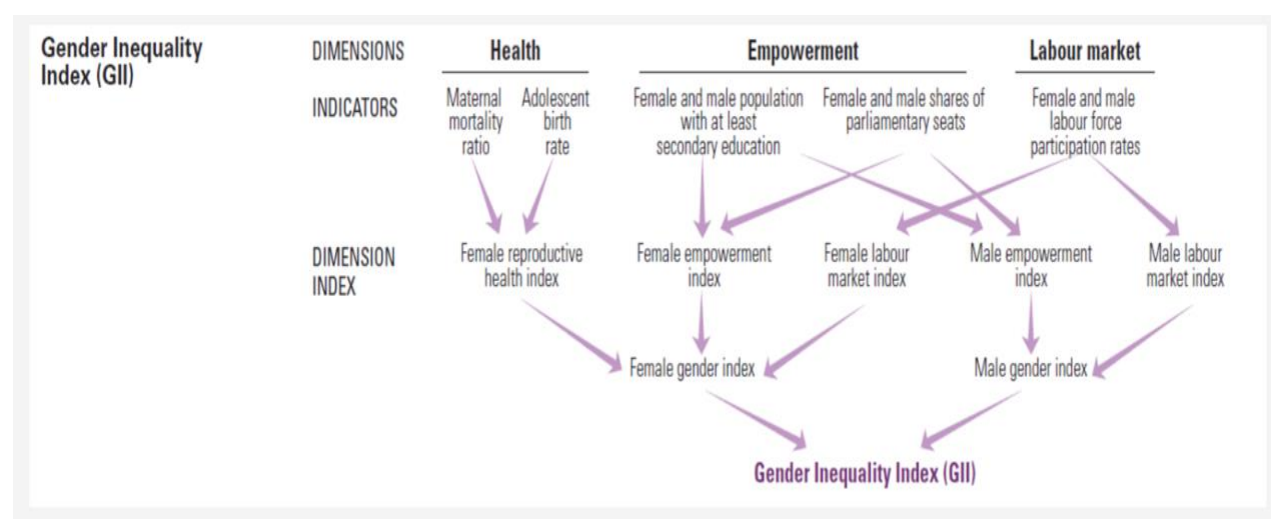 Gender Inequality
Index (GII)
DIMENSIONS
Health
Empowerment
Labour market
INDICATORS
Maternal
mortality
ratio
Adolescent
birth
rate
Female and male population
with at least
secondary education
Female and male shares of
parliamentary seats
Female and male
labour force
participation rates
DIMENSION
INDEX
Female reproductive
health index
Female empowerment
index
Female labour
market index
Male empowerment
index
Male labour
market index
Female gender index
Male gender index
Gender Inequality Index (GII)